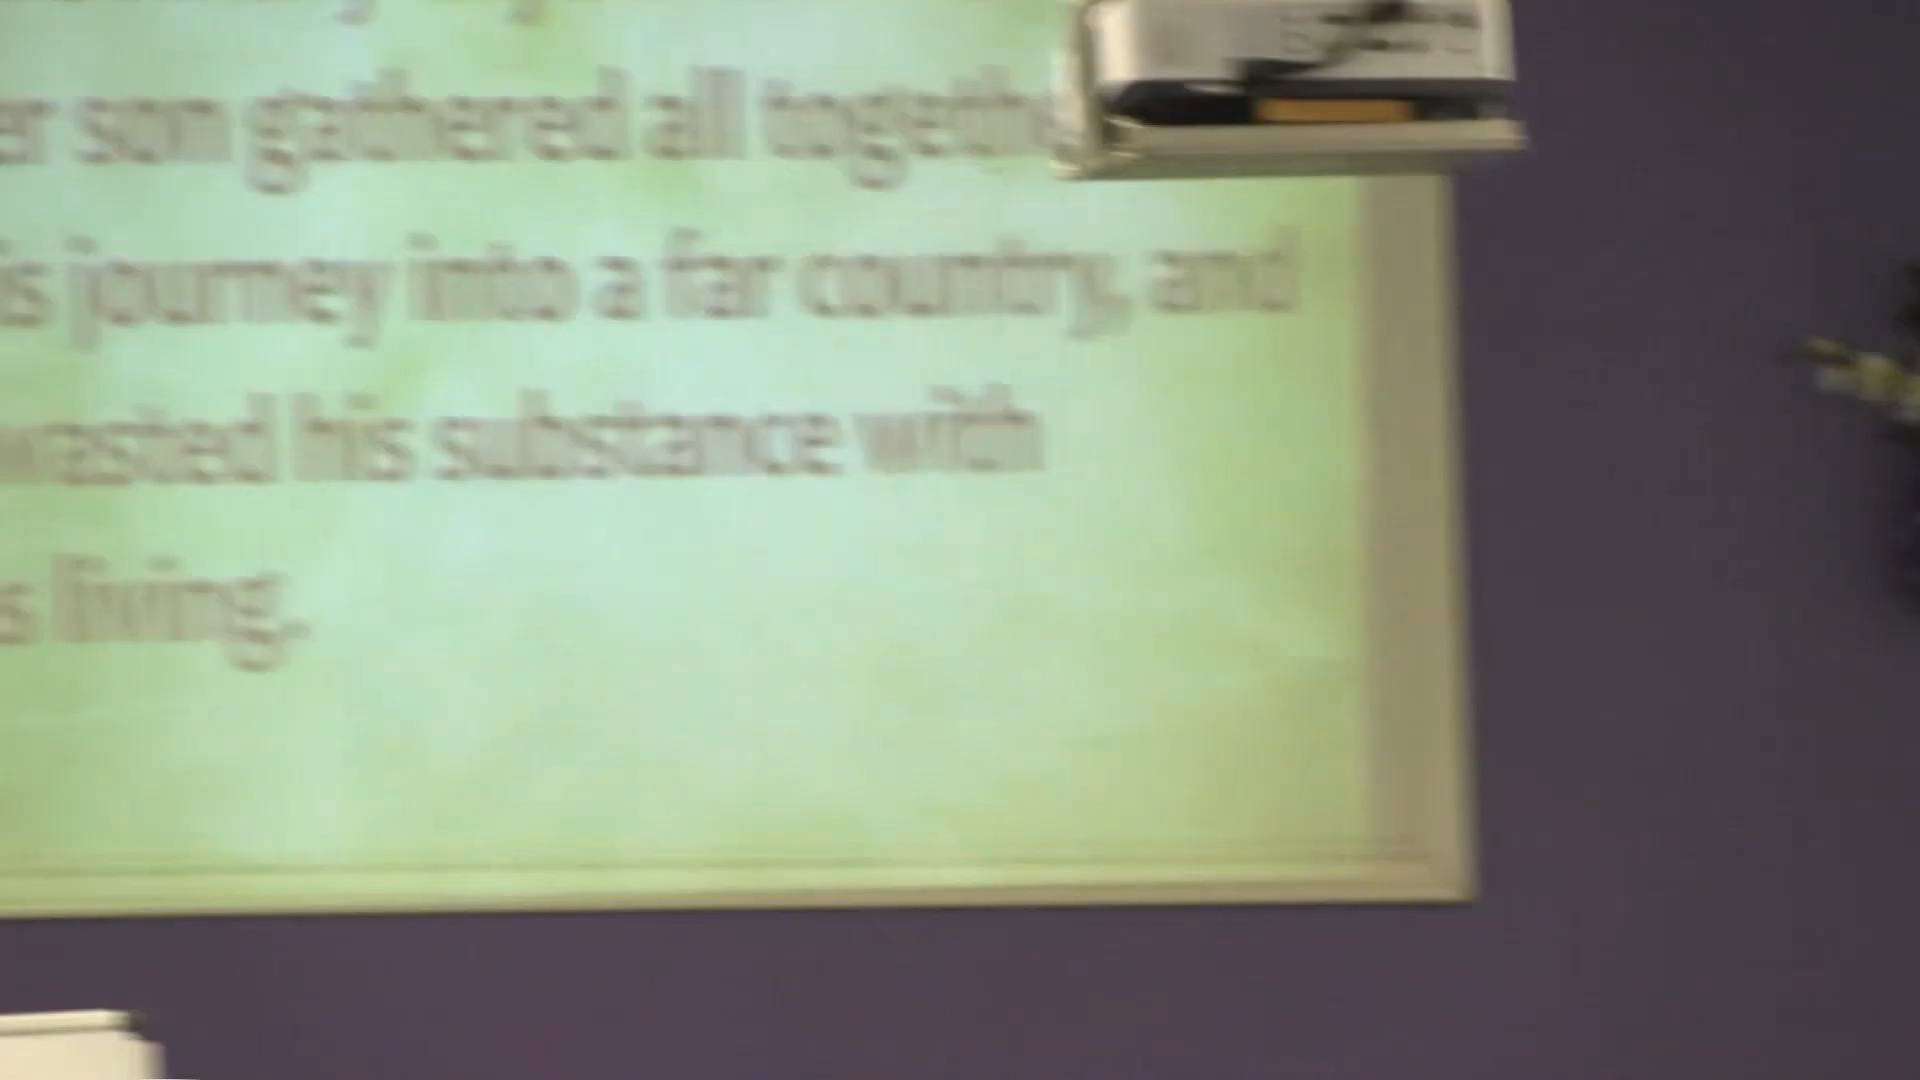 er son gathered all togethe
is journey into a far country, and
wasted his substance with
s living.